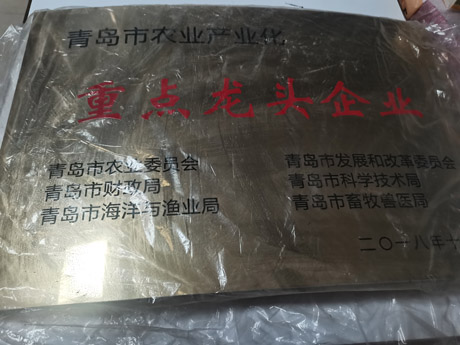 青岛市农业产业化
重点龙头企业
青岛市农业委员会
青岛市发展和改革委员会
青岛市财政局
青岛市科学技术局
青岛市海洋与渔业局
青岛市畜牧兽医局
二〇一八年十